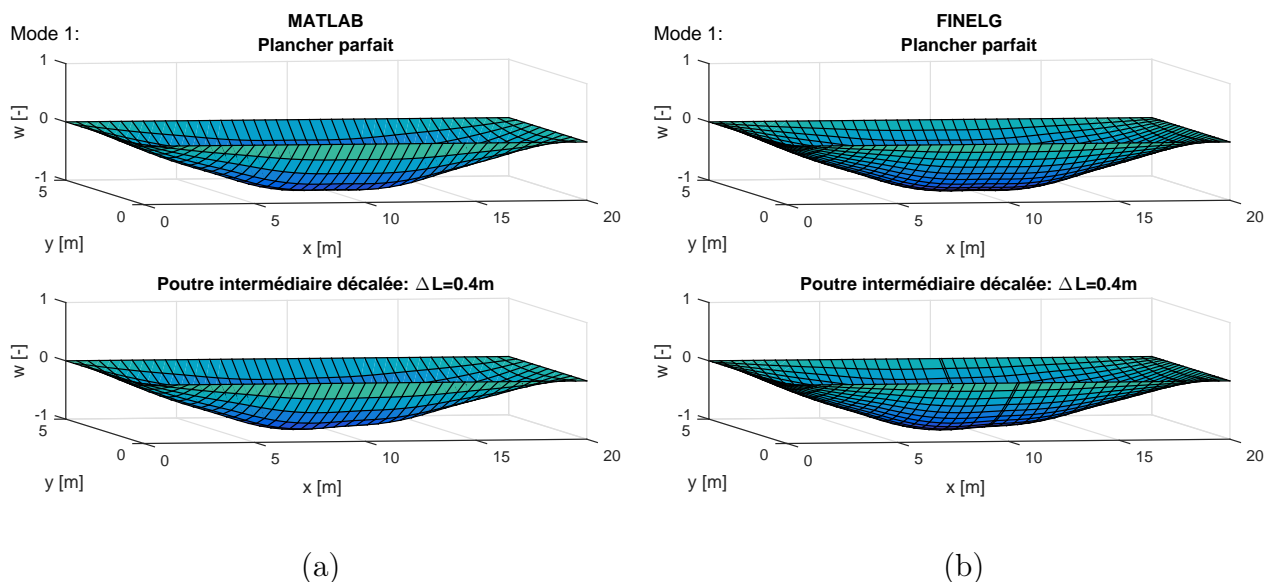 Mode 1:
MATLAB
Plancher parfait
1
0
-1
w [-]
5
0
y [m]
0
5
10
15
20
x [m]
Poutre intermédiaire décalée: ΔL=0.4m
1
0
-1
w [-]
5
0
y [m]
0
5
10
15
20
x [m]
(a)
Mode 1:
FINELG
Plancher parfait
1
0
-1
w [-]
5
0
y [m]
0
5
10
15
20
x [m]
Poutre intermédiaire décalée: ΔL=0.4m
1
0
-1
w [-]
5
0
y [m]
0
5
10
15
20
x [m]
(b)